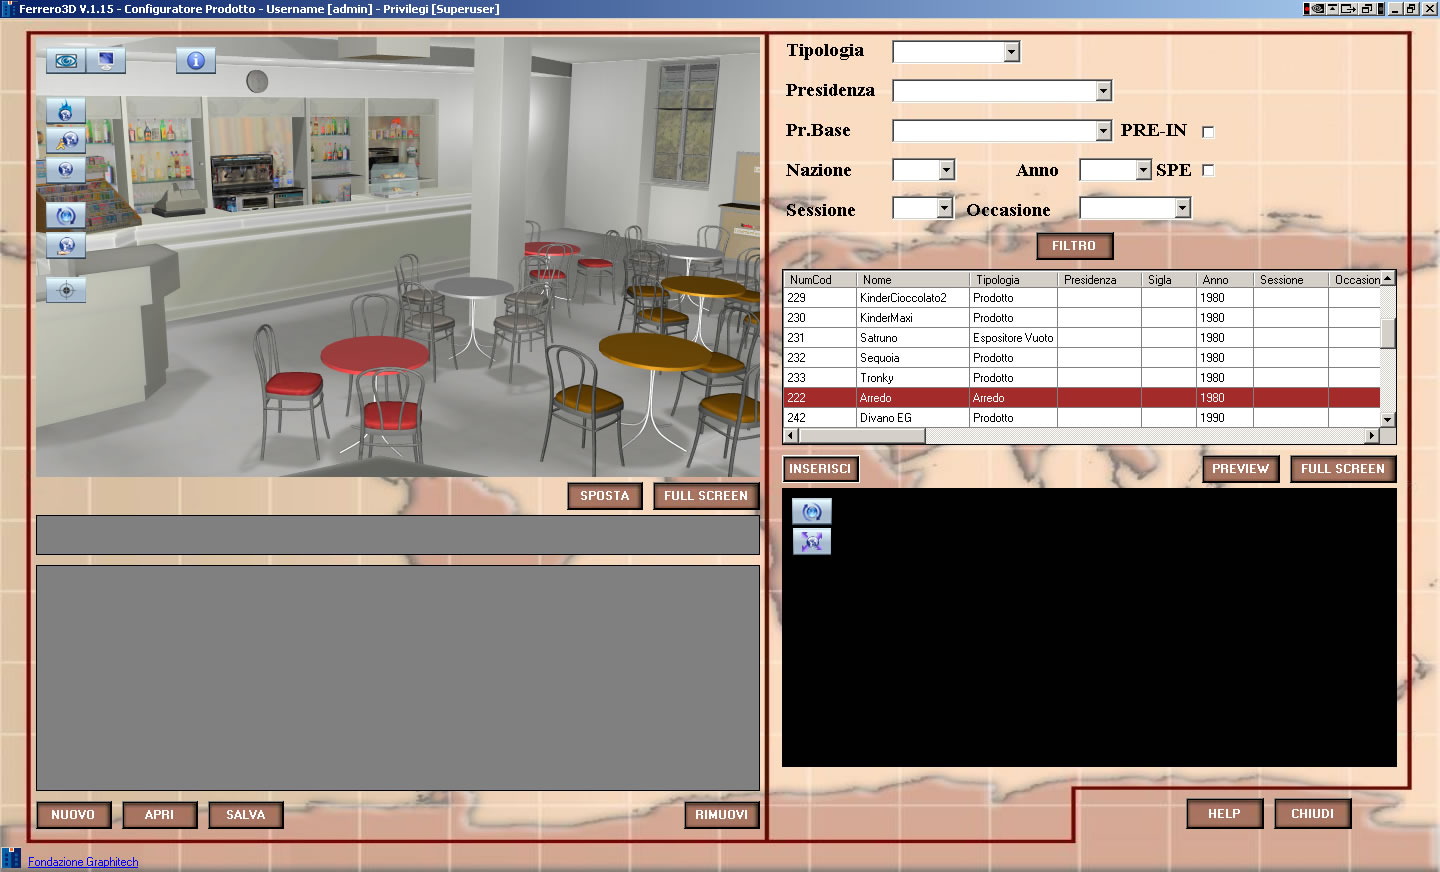 Ferrero3D V.1.15 - Configuratore Prodotto - Username [admin] - Privilegi [Superuser]
Tipologia
Presidenza
Pr.Base PRE-IN
Nazione Anno SPE
Sessione Occasione
FILTRO
NumCod Nome Tipologia Presidenza Sigla Anno Sessione Occasion
229 KinderCioccolato2 Prodotto 1980
230 KinderMaxi Prodotto 1980
231 Satruno Espositore Vuoto 1980
232 Sequoia Prodotto 1980
233 Tronky Prodotto 1980
222 Arredo Arredo 1980
242 Divano EG Prodotto 1990
INSERISCI PREVIEW FULL SCREEN
SPOSTA FULL SCREEN
NUOVO APRI SALVA RIMUOVI
HELP CHIUDI
Fondazione Graphitech